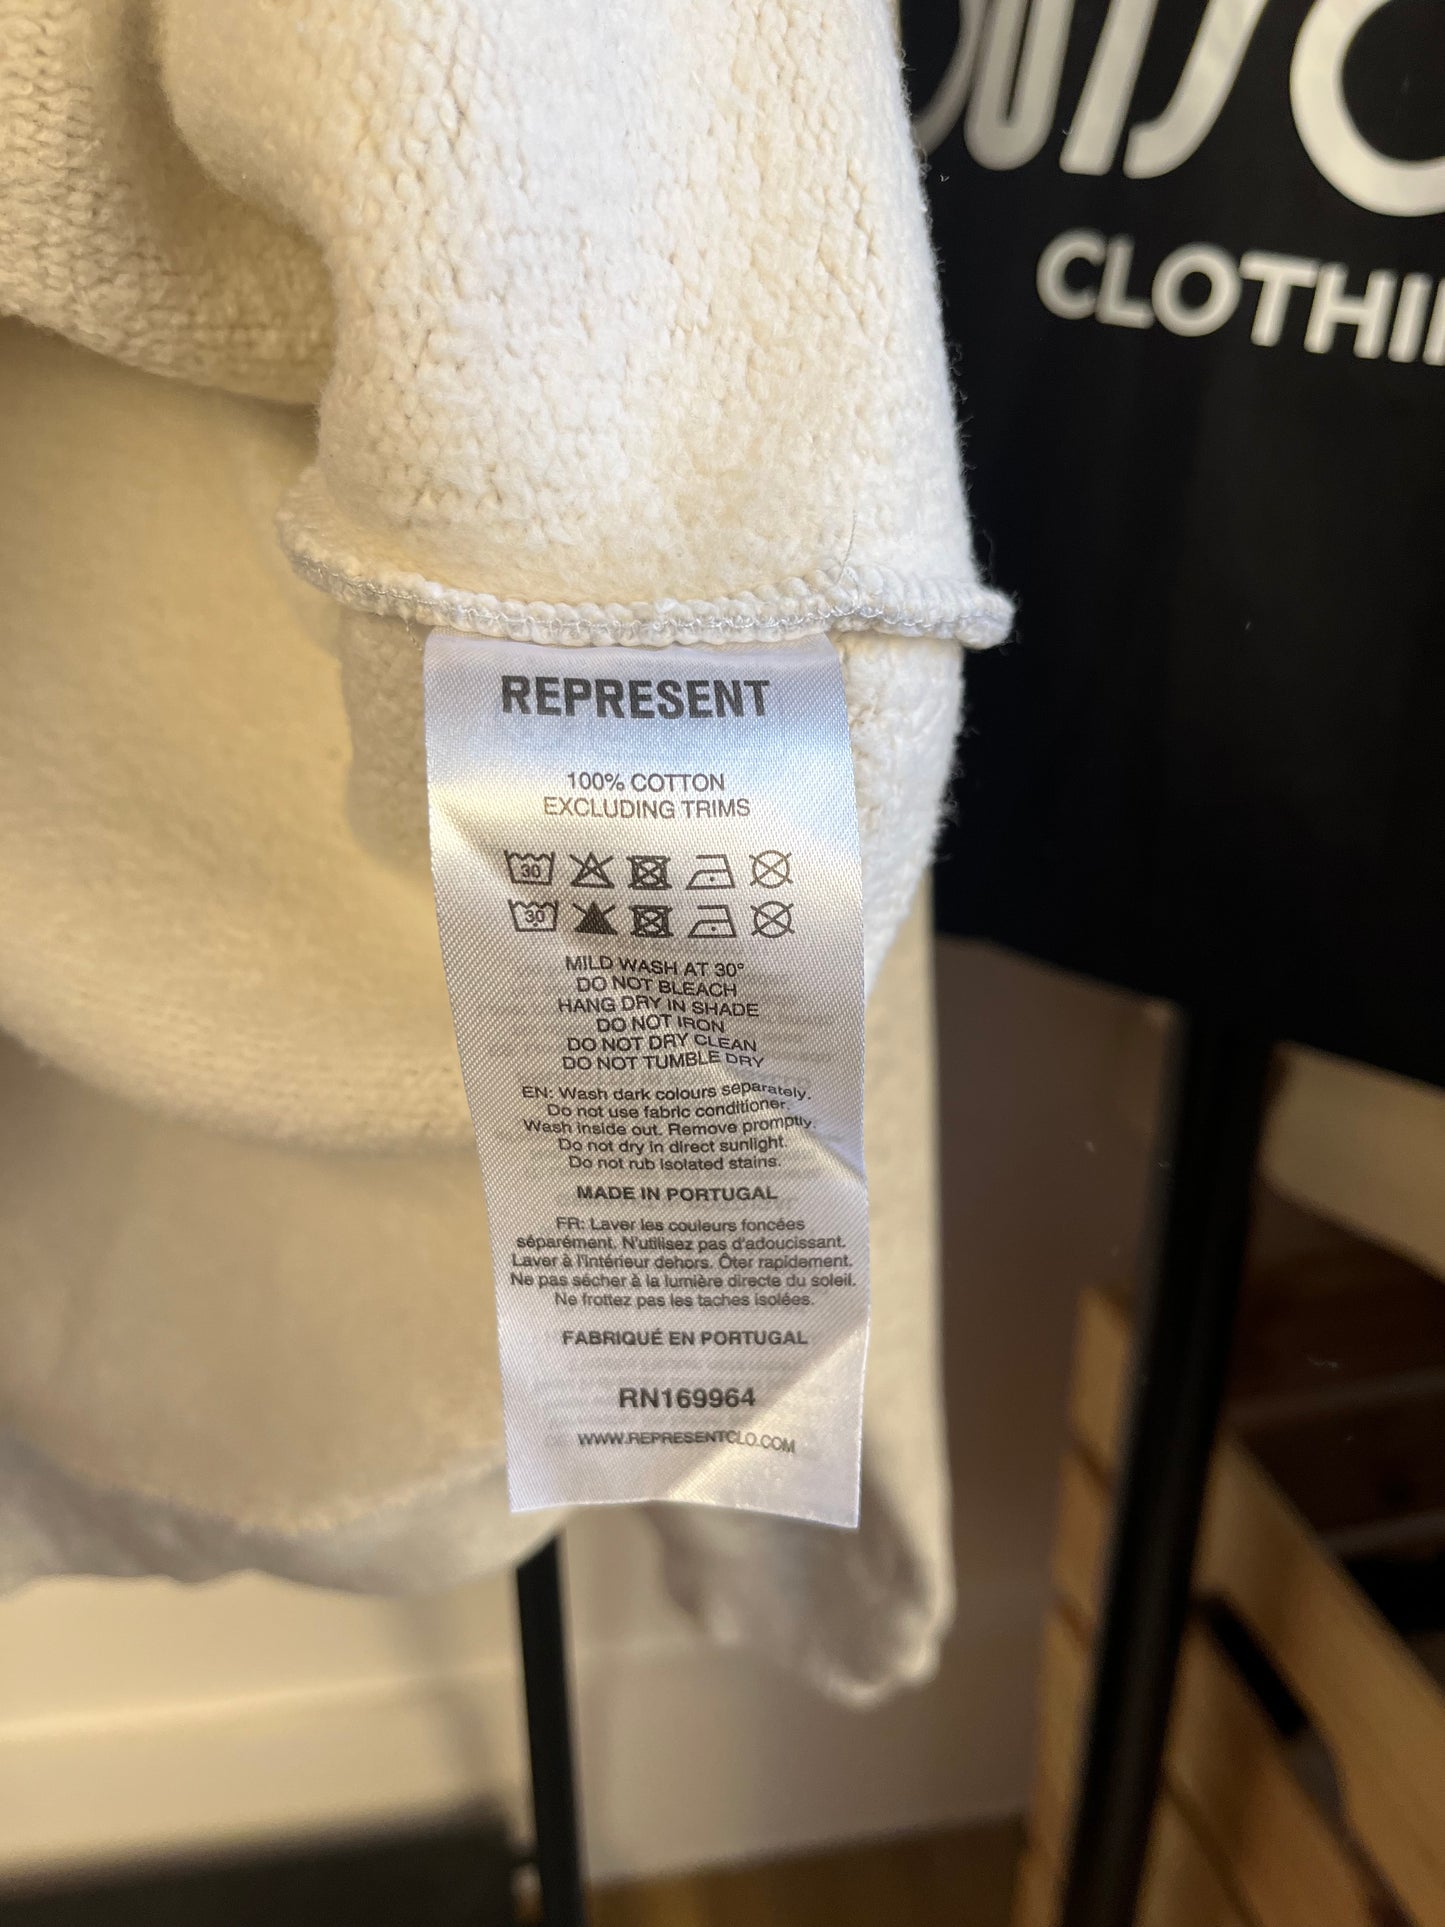 CLOTHI
REPRESENT
100% COTTON
EXCLUDING TRIMS
30
30
MILD WASH AT 30°
DO NOT BLEACH
HANG DRY IN SHADE
DO NOT IRON
DO NOT DRY CLEAN
DO NOT TUMBLE DRY
EN: Wash dark colours separately.
Do not use fabric conditioner.
Wash inside out. Remove promptly.
Do not dry in direct sunlight.
Do not rub isolated stains.
MADE IN PORTUGAL
FR: Laver les couleurs foncées
séparément. N'utilisez pas d'adoucissant.
Laver à l'intérieur dehors. Ôter rapidement.
Ne pas sécher à la lumière directe du soleil.
Ne frottez pas les taches isolées.
FABRIQUÉ EN PORTUGAL
RN169964
WWW.REPRESENTCLO.COM